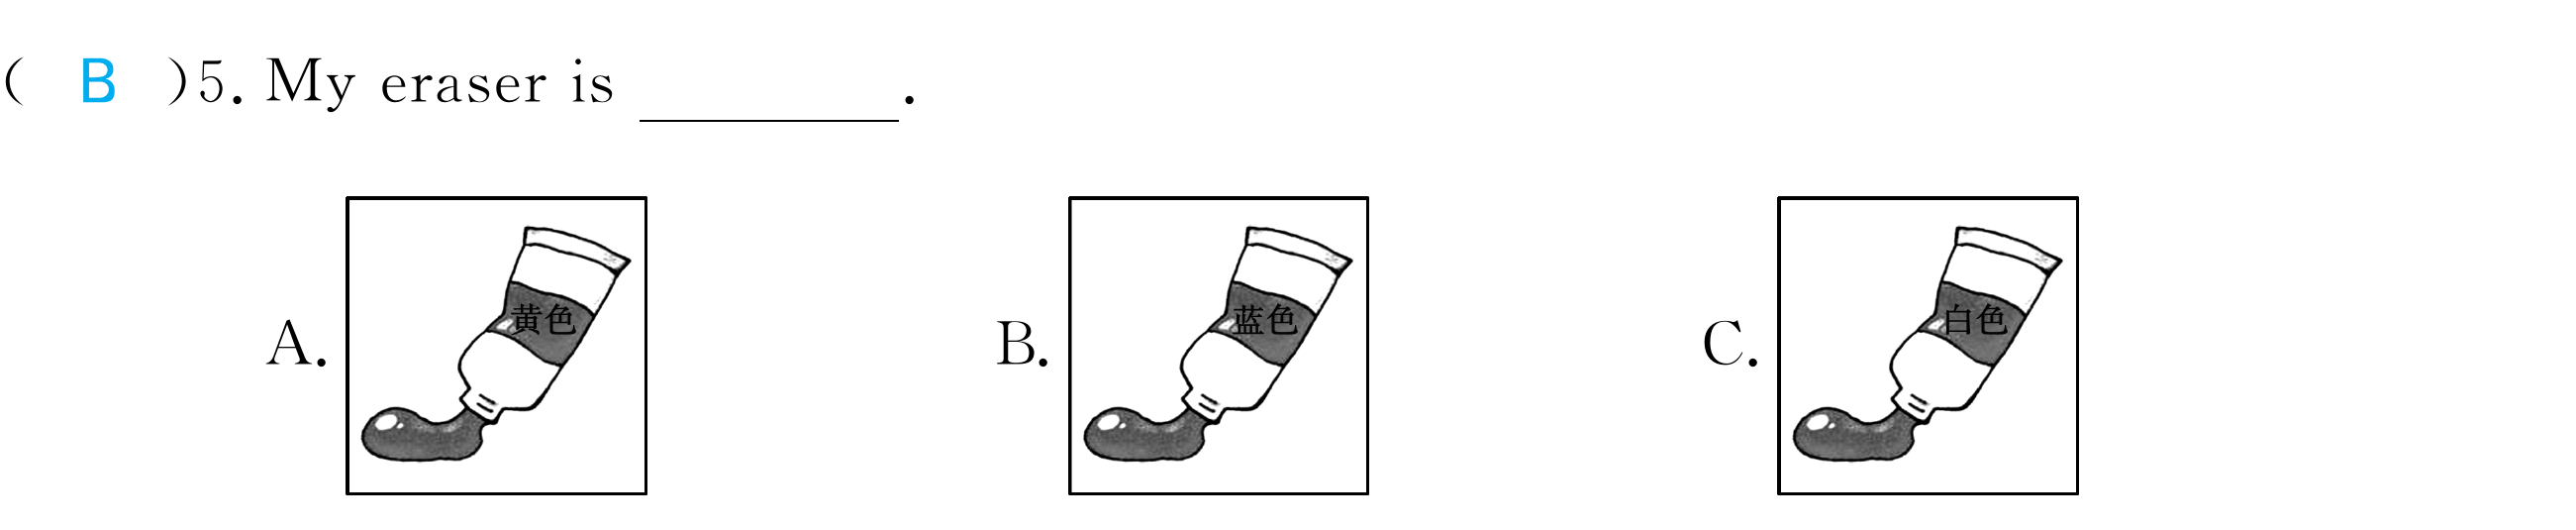 ( B )5. My eraser is ________.
A. 黄色 B. 蓝色 C. 白色